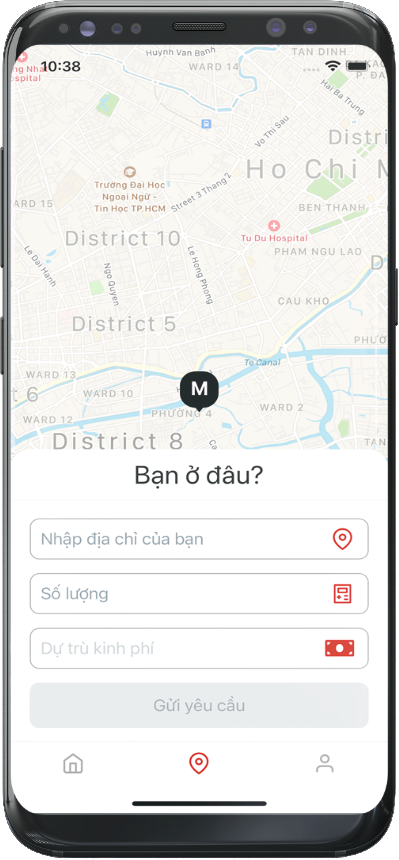 Huynh Van Banh
TAN DINH
10:38
WARD 14
P. ĐA
Hai Ba Trung
Vo Thi Sau
Distri
Ho Chi M
Trường Đại Học
Ngoại Ngữ -
Tin Học TP.HCM
Street 3 Thang 2
WARD 15
BEN THANH
Tu Du Hospital
District 10
PHAM NGU LAO
Le Dai Hanh
Ngo Quyen
Le Hong Phong
D
CAU KHO
District 5
PHƯỜ
Te Canal
WARD 13
M
t 6
WARD 10
PHƯỜNG 4
WARD 2
WARD 12
District 8
TAN
Bạn ở đâu?
Nhập địa chỉ của bạn
Số lượng
Dự trù kinh phí
Gửi yêu cầu